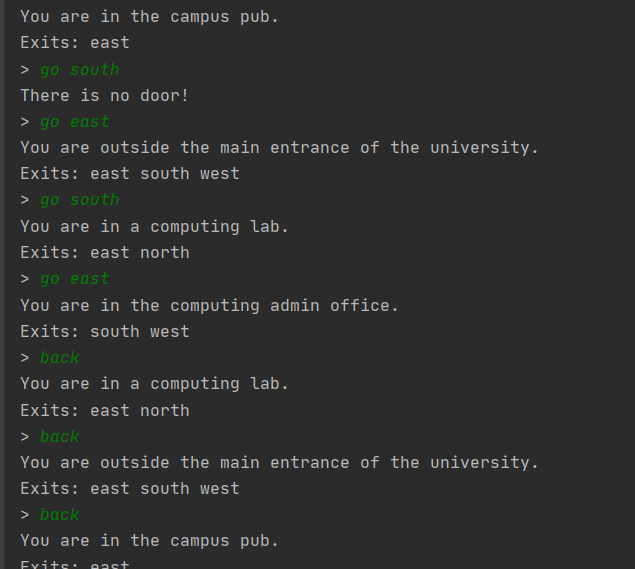 You are in the campus pub.
Exits: east
> go south
There is no door!
> go east
You are outside the main entrance of the university.
Exits: east south west
> go south
You are in a computing lab.
Exits: east north
> go east
You are in the computing admin office.
Exits: south west
> back
You are in a computing lab.
Exits: east north
> back
You are outside the main entrance of the university.
Exits: east south west
> back
You are in the campus pub.
Exits: east